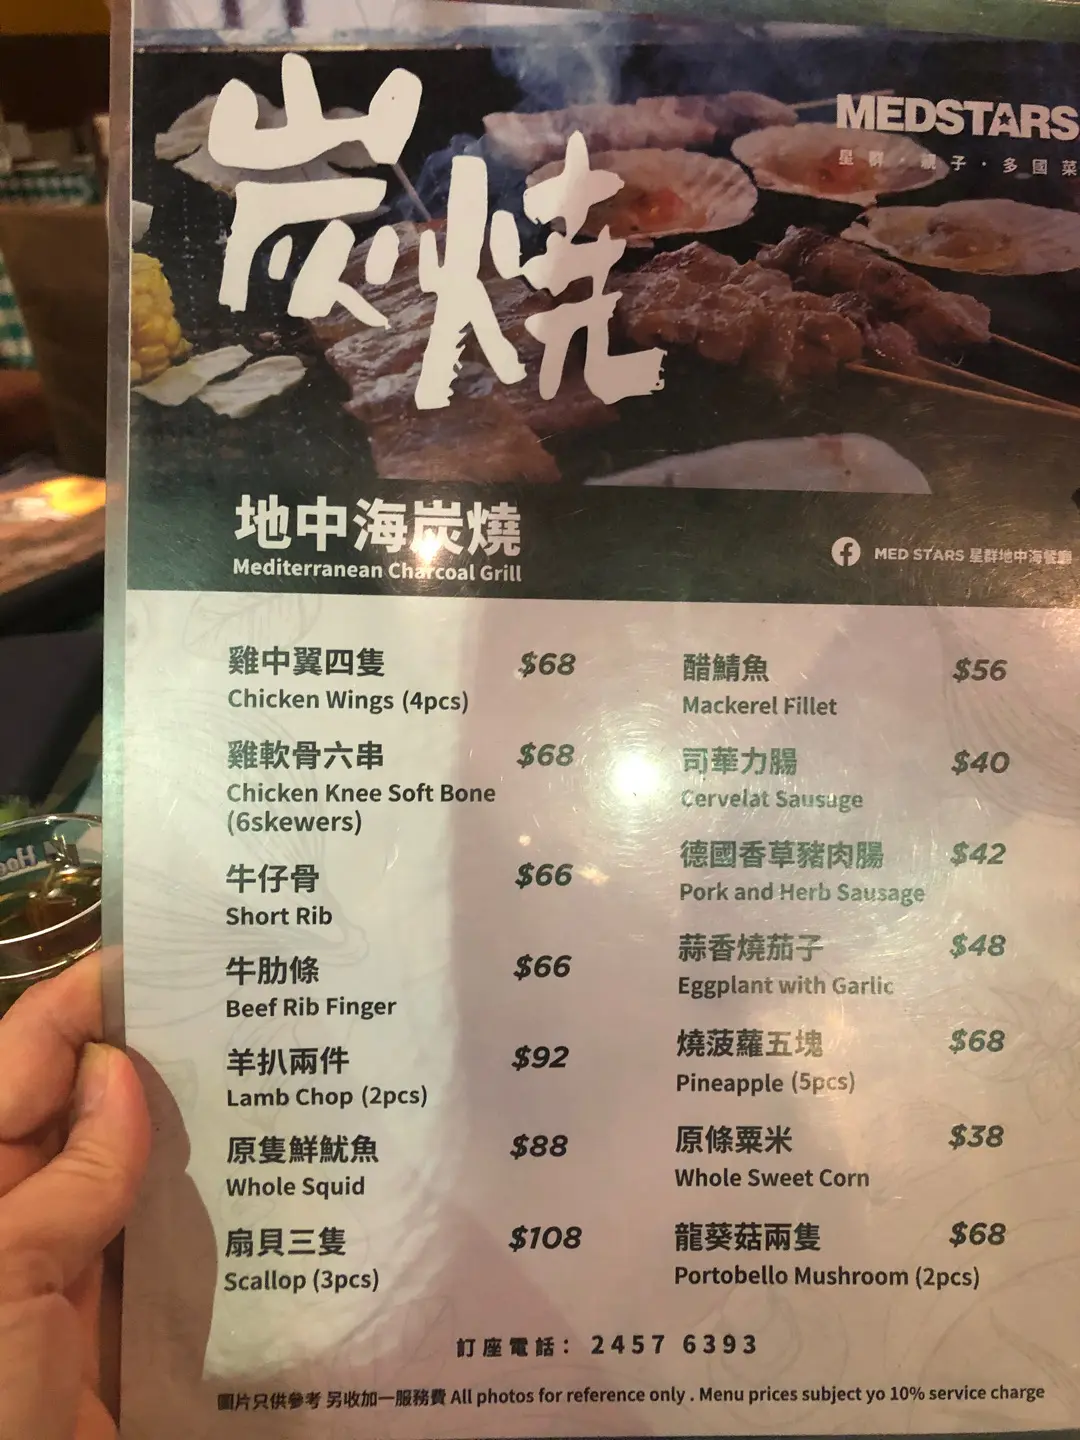 炭燒
MEDSTARS
星群·親子·多國菜
地中海炭燒
Mediterranean Charcoal Grill
MED STARS 星群地中海餐廳
雞中翼四隻 $68
Chicken Wings (4pcs)
雞軟骨六串 $68
Chicken Knee Soft Bone
(6skewers)
牛仔骨 $66
Short Rib
牛肋條 $66
Beef Rib Finger
羊扒兩件 $92
Lamb Chop (2pcs)
原隻鮮魷魚 $88
Whole Squid
扇貝三隻 $108
Scallop (3pcs)
醋鯖魚 $56
Mackerel Fillet
司華力腸 $40
Cervelat Sausage
德國香草豬肉腸 $42
Pork and Herb Sausage
蒜香燒茄子 $48
Eggplant with Garlic
燒菠蘿五塊 $68
Pineapple (5pcs)
原條粟米 $38
Whole Sweet Corn
龍葵菇兩隻 $68
Portobello Mushroom (2pcs)
訂座電話： 2457 6393
圖片只供參考 另收加一服務費 All photos for reference only . Menu prices subject yo 10% service charge